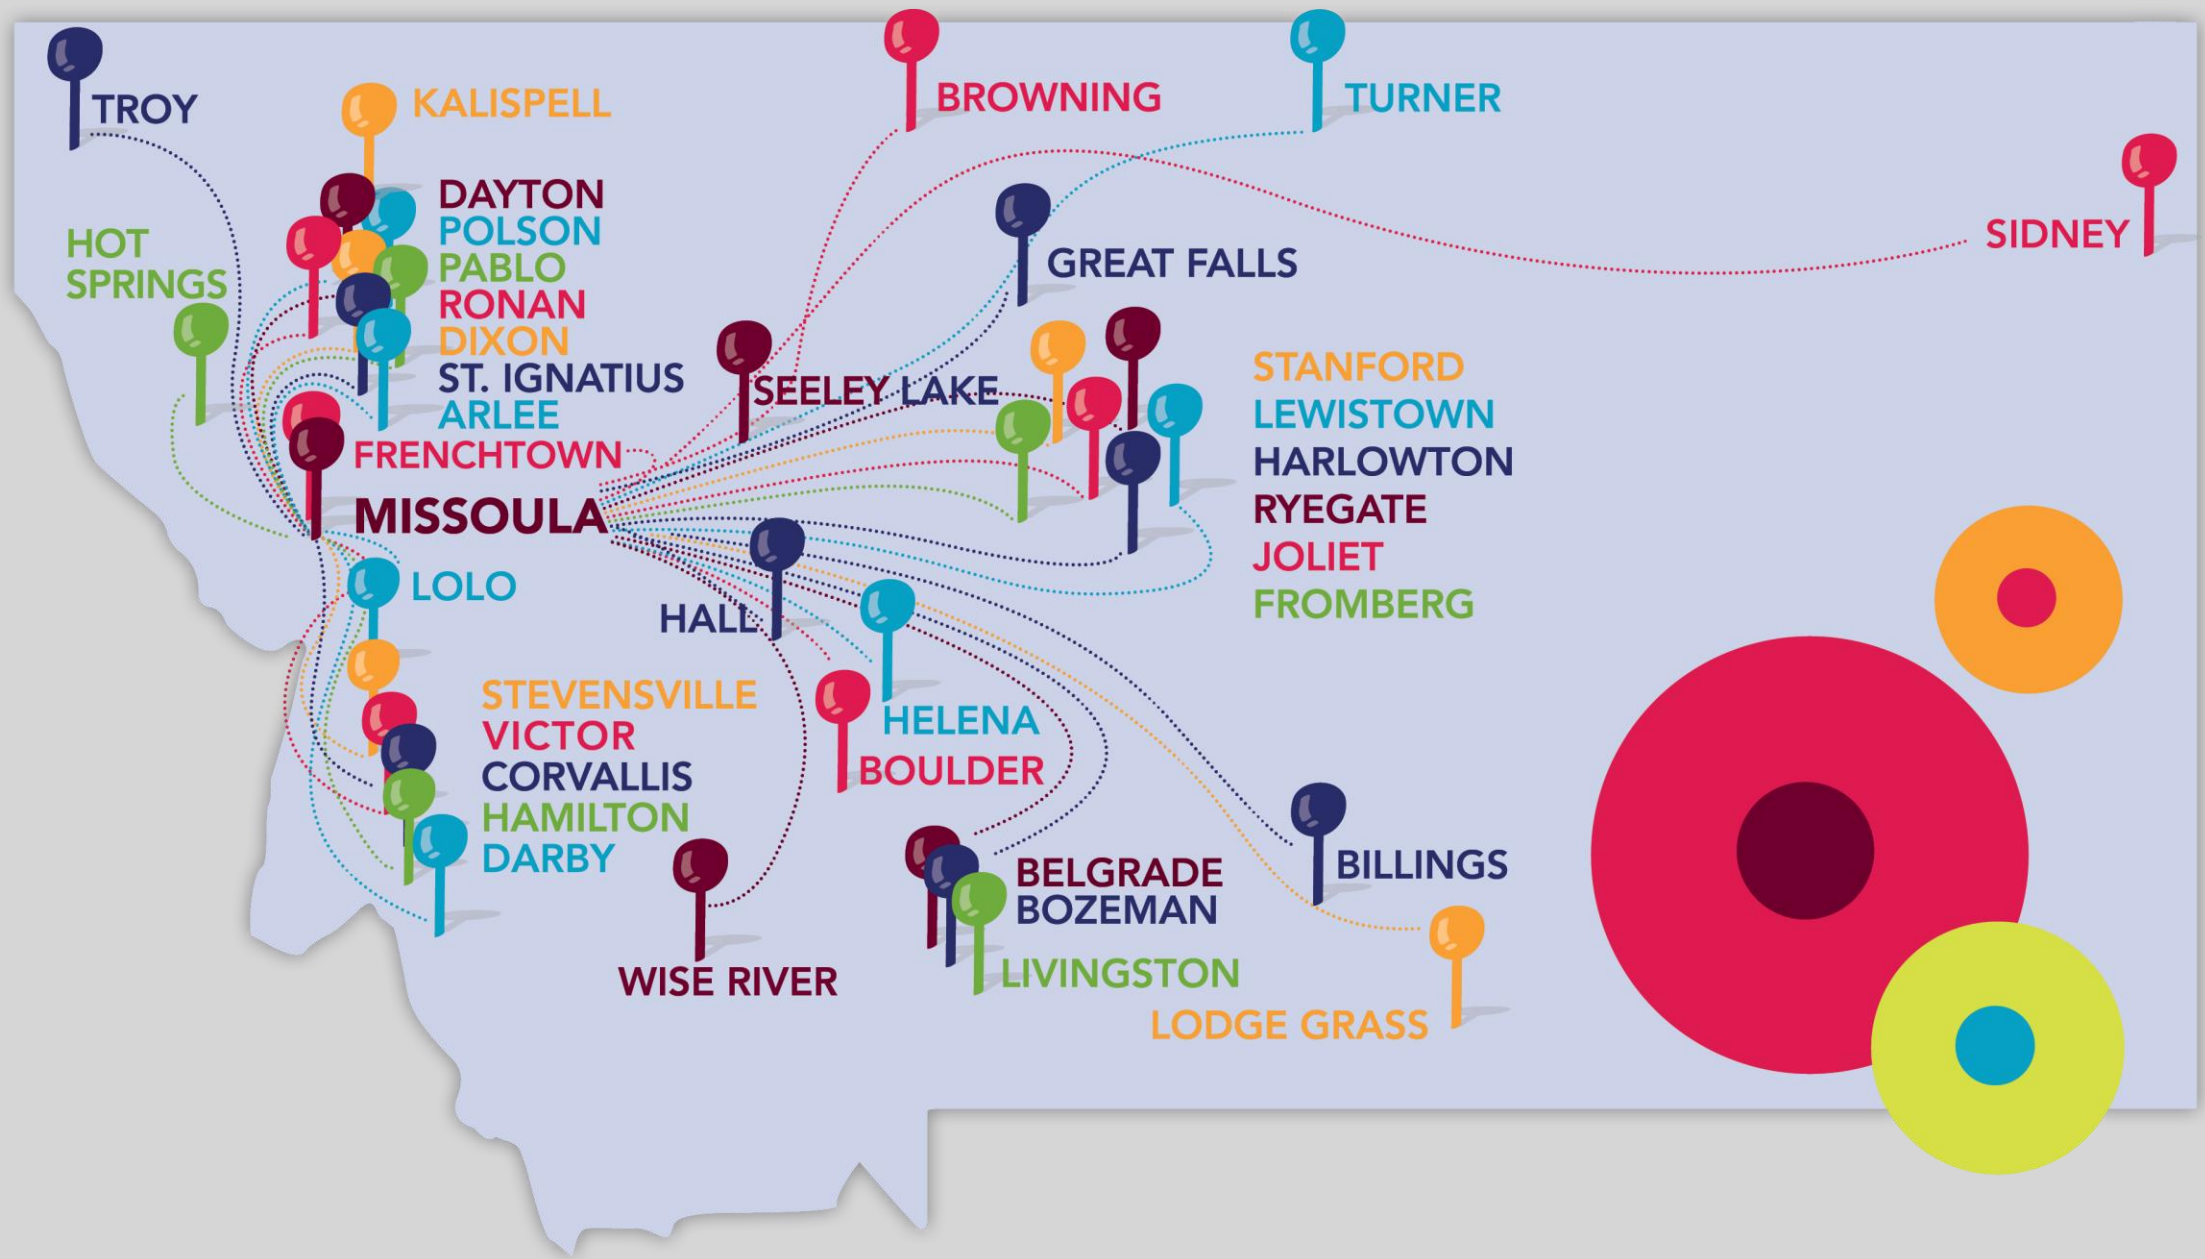 TROY
KALISPELL
BROWNING
TURNER
DAYTON
POLSON
PABLO
RONAN
DIXON
ST. IGNATIUS
ARLEE
HOT
SPRINGS
SIDNEY
GREAT FALLS
SEELEY LAKE
FRENCHTOWN
MISSOULA
STANFORD
LEWISTOWN
HARLOWTON
RYEGATE
JOLIET
FROMBERG
LOLO
HALL
STEVENSVILLE
VICTOR
CORVALLIS
HAMILTON
DARBY
HELENA
BOULDER
WISE RIVER
BELGRADE
BOZEMAN
LIVINGSTON
BILLINGS
LODGE GRASS